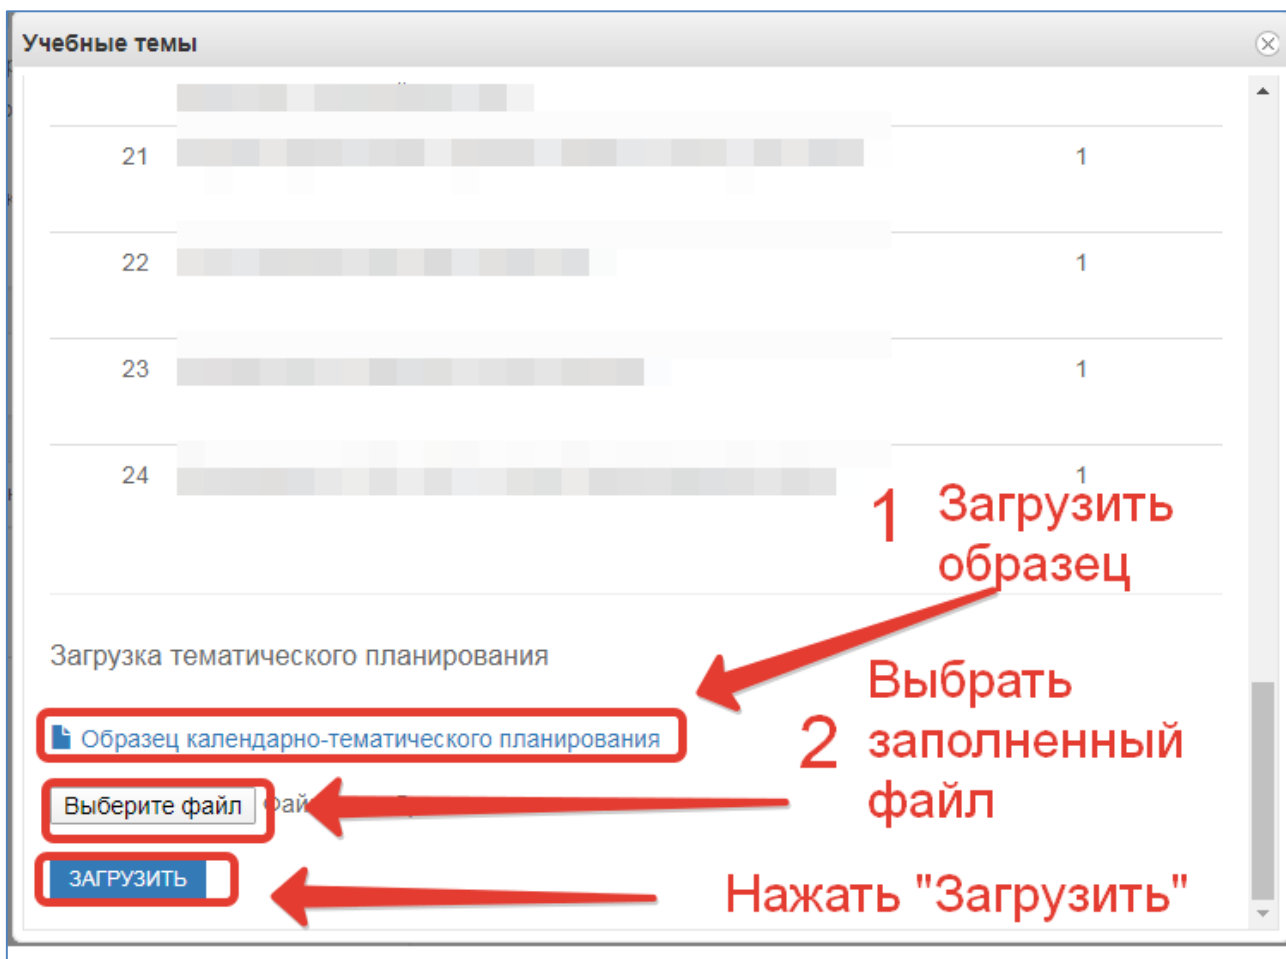 Учебные темы
21 1
22 1
23 1
24 1
1 Загрузить
образец
Загрузка тематического планирования
Образец календарно-тематического планирования
2 Выбрать
заполненный
файл
Выберите файл
ЗАГРУЗИТЬ
Нажать "Загрузить"